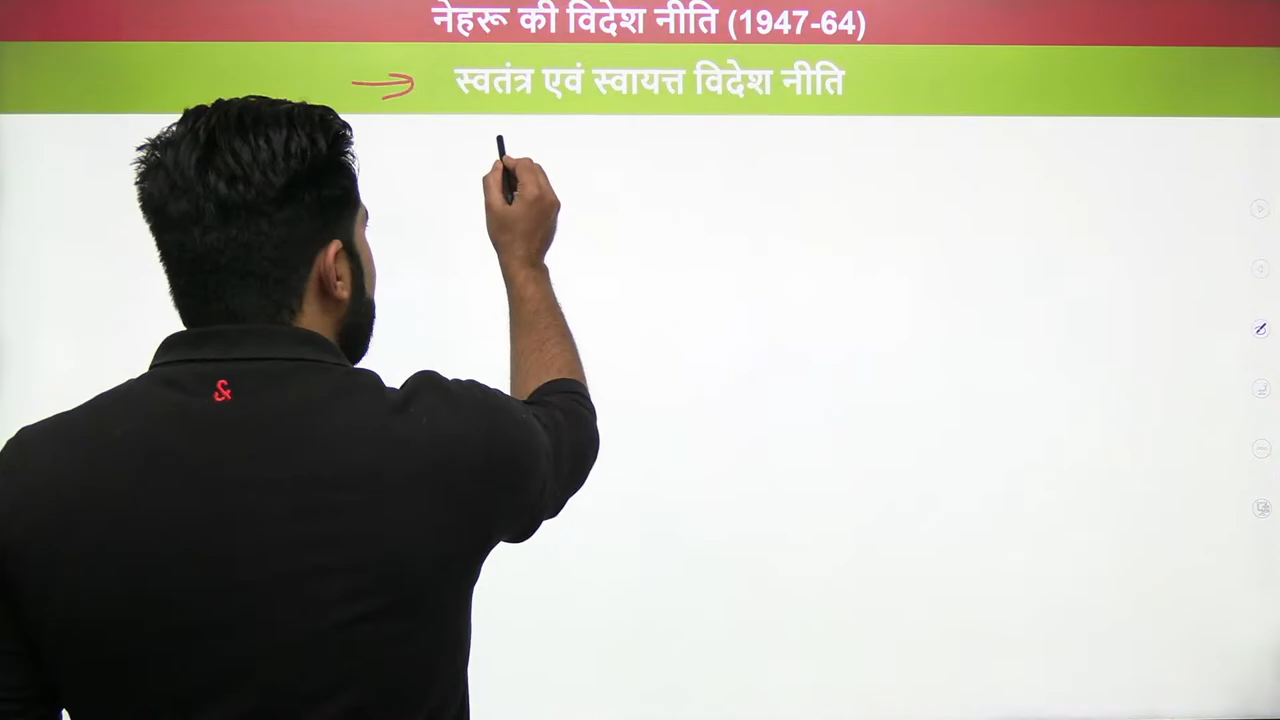 नेहरू की विदेश नीति (1947-64)
स्वतंत्र एवं स्वायत्त विदेश नीति
&